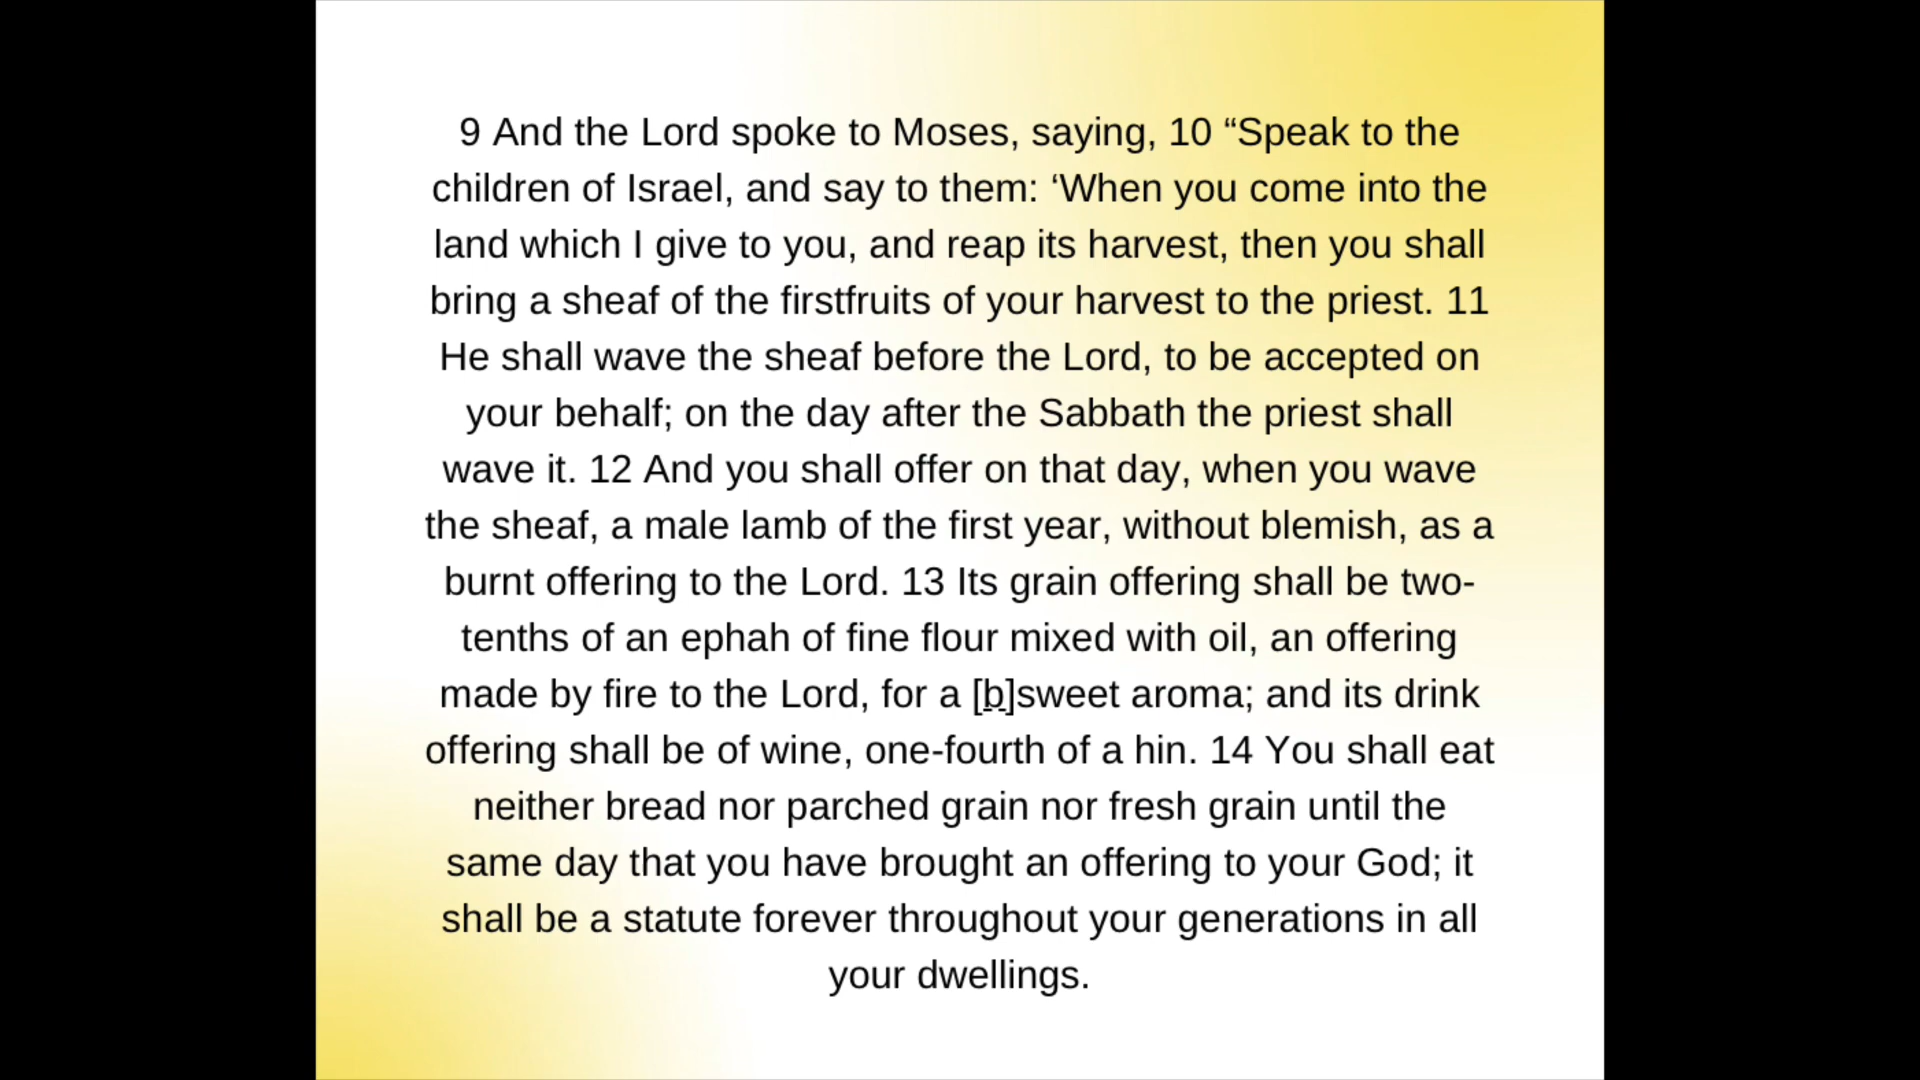 9 And the Lord spoke to Moses, saying, 10 “Speak to the
children of Israel, and say to them: ‘When you come into the
land which I give to you, and reap its harvest, then you shall
bring a sheaf of the firstfruits of your harvest to the priest. 11
He shall wave the sheaf before the Lord, to be accepted on
your behalf; on the day after the Sabbath the priest shall
wave it. 12 And you shall offer on that day, when you wave
the sheaf, a male lamb of the first year, without blemish, as a
burnt offering to the Lord. 13 Its grain offering shall be two-
tenths of an ephah of fine flour mixed with oil, an offering
made by fire to the Lord, for a [b]sweet aroma; and its drink
offering shall be of wine, one-fourth of a hin. 14 You shall eat
neither bread nor parched grain nor fresh grain until the
same day that you have brought an offering to your God; it
shall be a statute forever throughout your generations in all
your dwellings.